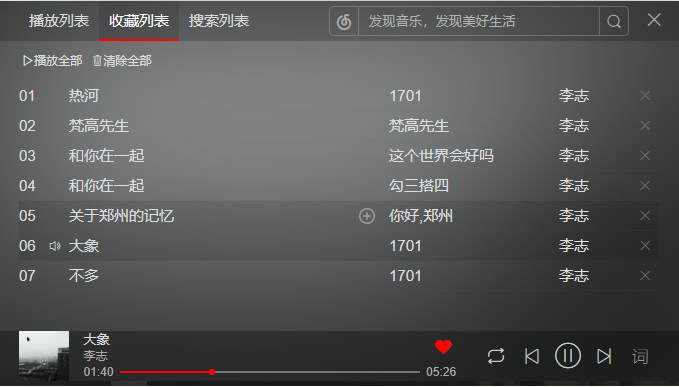 播放列表 收藏列表 搜索列表 发现音乐，发现美好生活
播放全部 清除全部
01 热河 1701 李志
02 梵高先生 梵高先生 李志
03 和你在一起 这个世界会好吗 李志
04 和你在一起 勾三搭四 李志
05 关于郑州的记忆 你好,郑州 李志
06 大象 1701 李志
07 不多 1701 李志
大象
李志
01:40 05:26 词